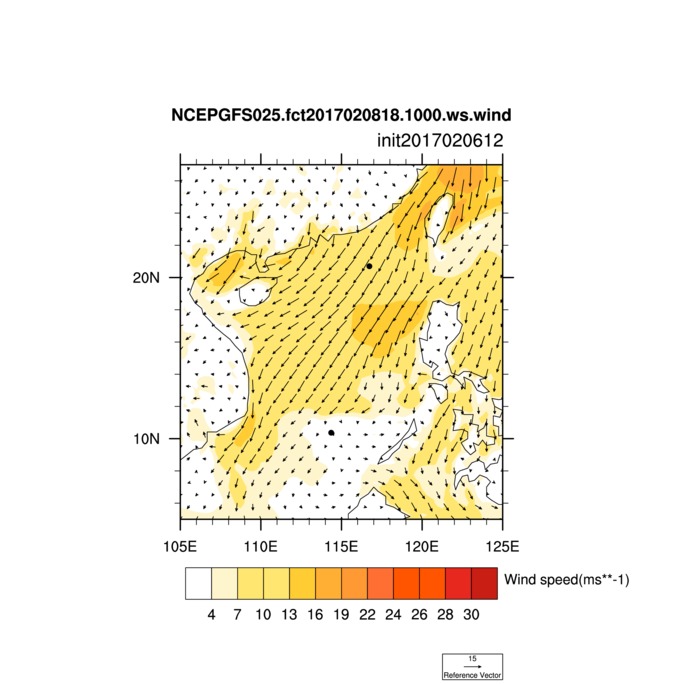 NCEPGFS025.fct2017020818.1000.ws.wind
init2017020612
20N
10N
105E 110E 115E 120E 125E
Wind speed(ms**-1)
4 7 10 13 16 19 22 24 26 28 30
15
Reference Vector